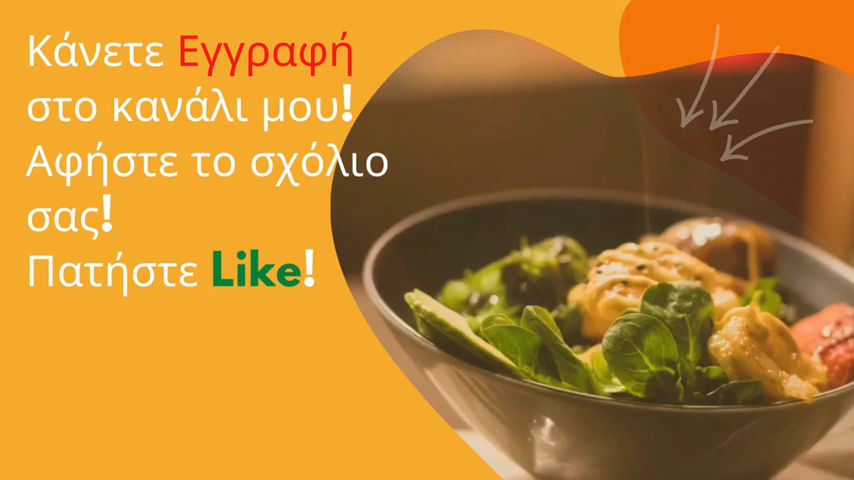 Κάνετε Εγγραφή
στο κανάλι μου!
Αφήστε το σχόλιο
σας!
Πατήστε Like!